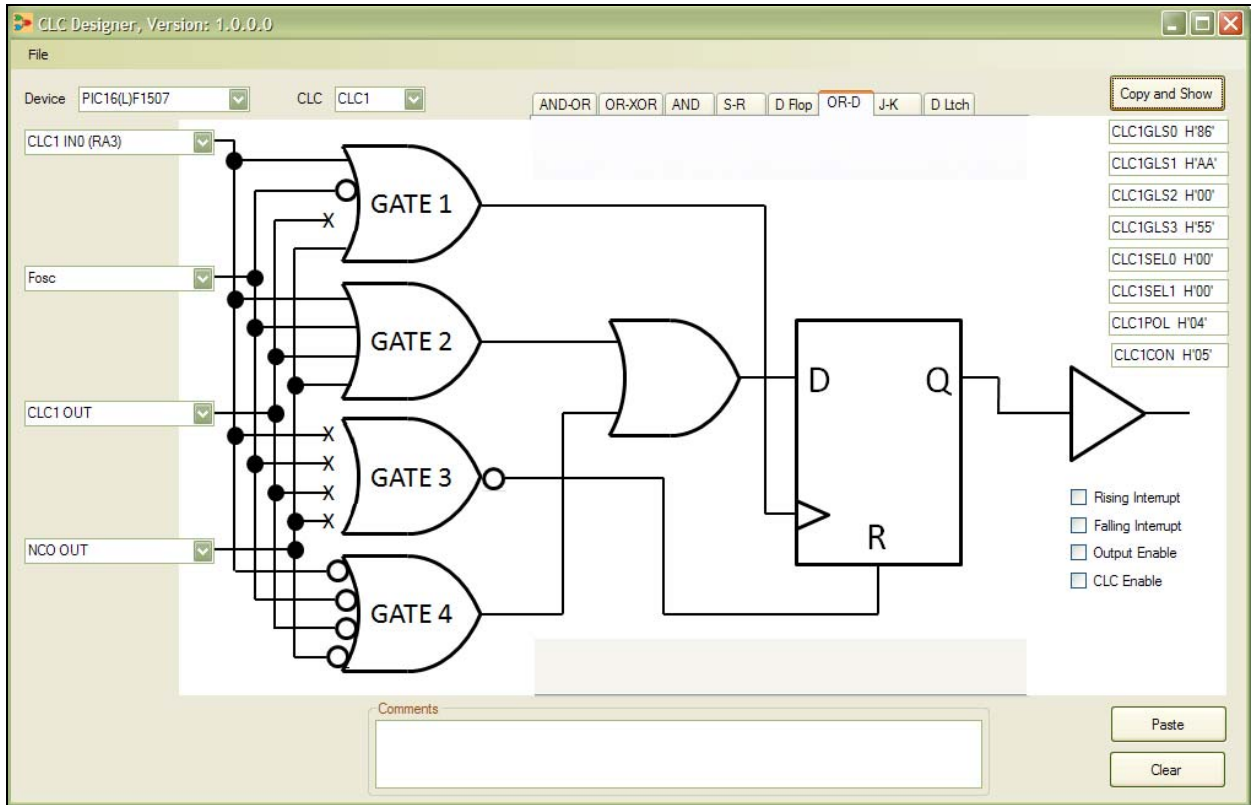 CLC Designer, Version: 1.0.0.0
File
Device PIC16(L)F1507 CLC CLC1
AND-OR OR-XOR AND S-R D Flop OR-D J-K D Ltch
Copy and Show
CLC1 IN0 (RA3)
Fosc
CLC1 OUT
NCO OUT
GATE 1
X
GATE 2
X
X
GATE 3
X
X
GATE 4
D Q
R
CLC1GLS0 H'86'
CLC1GLS1 H'AA'
CLC1GLS2 H'00'
CLC1GLS3 H'55'
CLC1SEL0 H'00'
CLC1SEL1 H'00'
CLC1POL H'04'
CLC1CON H'05'
Rising Interrupt
Falling Interrupt
Output Enable
CLC Enable
Comments
Paste
Clear